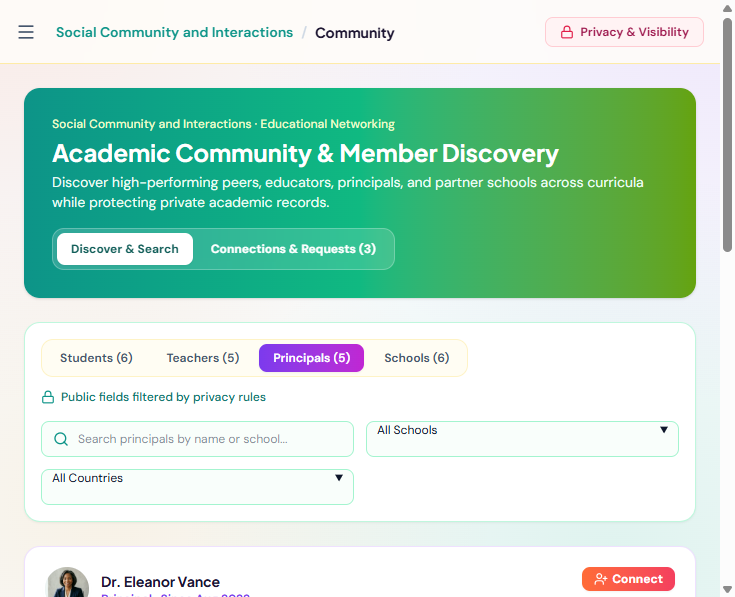 Social Community and Interactions / Community
Privacy & Visibility
Social Community and Interactions · Educational Networking
Academic Community & Member Discovery
Discover high-performing peers, educators, principals, and partner schools across curricula
while protecting private academic records.
Discover & Search
Connections & Requests (3)
Students (6)
Teachers (5)
Principals (5)
Schools (6)
Public fields filtered by privacy rules
Search principals by name or school...
All Schools
All Countries
Dr. Eleanor Vance
Connect